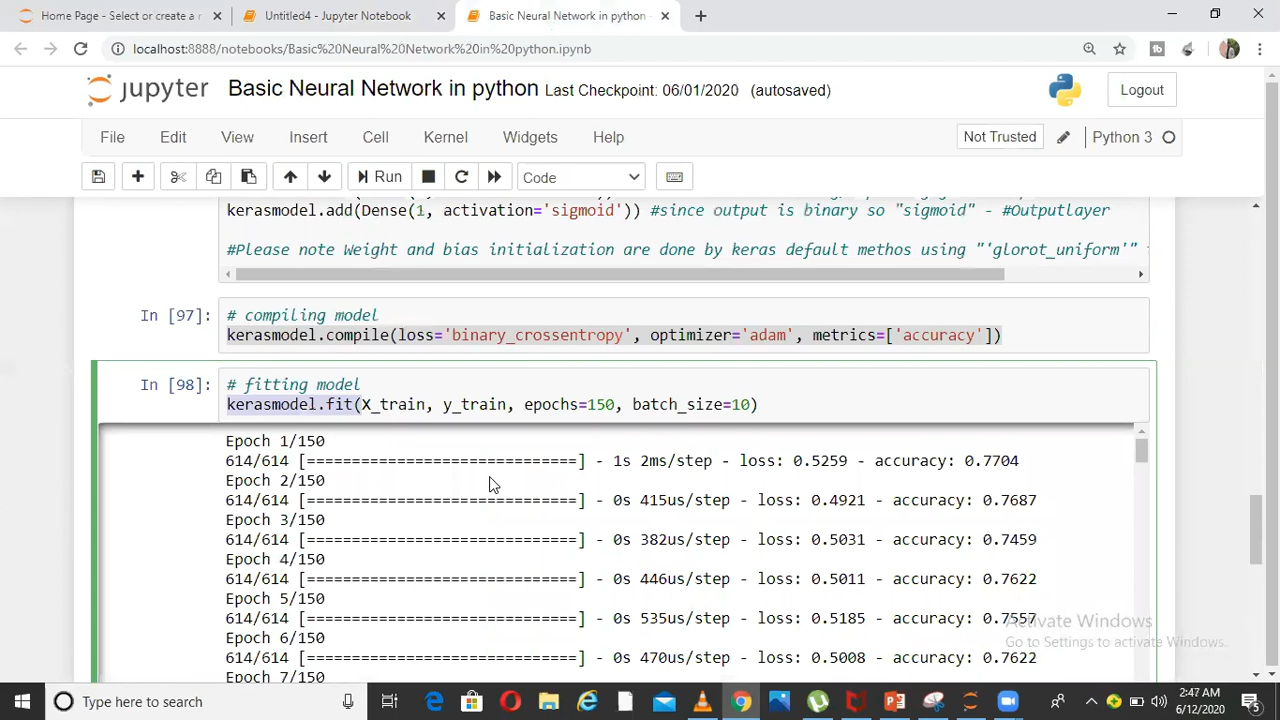 Home Page - Select or create a n
Untitled4 - Jupyter Notebook
Basic Neural Network in python -
localhost:8888/notebooks/Basic%20Neural%20Network%20in%20python.ipynb
jupyter Basic Neural Network in python Last Checkpoint: 06/01/2020 (autosaved)
Logout
File Edit View Insert Cell Kernel Widgets Help
Not Trusted
Python 3
Run
Code
kerasmodel.add(Dense(1, activation='sigmoid')) #since output is binary so "sigmoid" - #Outputlayer
#Please note Weight and bias initialization are done by keras default methos using "'glorot_uniform'"
In [97]:
# compiling model
kerasmodel.compile(loss='binary_crossentropy', optimizer='adam', metrics=['accuracy'])
In [98]:
# fitting model
kerasmodel.fit(X_train, y_train, epochs=150, batch_size=10)
Epoch 1/150
614/614 [==============================] - 1s 2ms/step - loss: 0.5259 - accuracy: 0.7704
Epoch 2/150
614/614 [==============================] - 0s 415us/step - loss: 0.4921 - accuracy: 0.7687
Epoch 3/150
614/614 [==============================] - 0s 382us/step - loss: 0.5031 - accuracy: 0.7459
Epoch 4/150
614/614 [==============================] - 0s 446us/step - loss: 0.5011 - accuracy: 0.7622
Epoch 5/150
614/614 [==============================] - 0s 535us/step - loss: 0.5185 - accuracy: 0.7557
Epoch 6/150
614/614 [==============================] - 0s 470us/step - loss: 0.5008 - accuracy: 0.7622
Epoch 7/150
Activate Windows
Go to Settings to activate Windows.
Type here to search
2:47 AM
6/12/2020
5